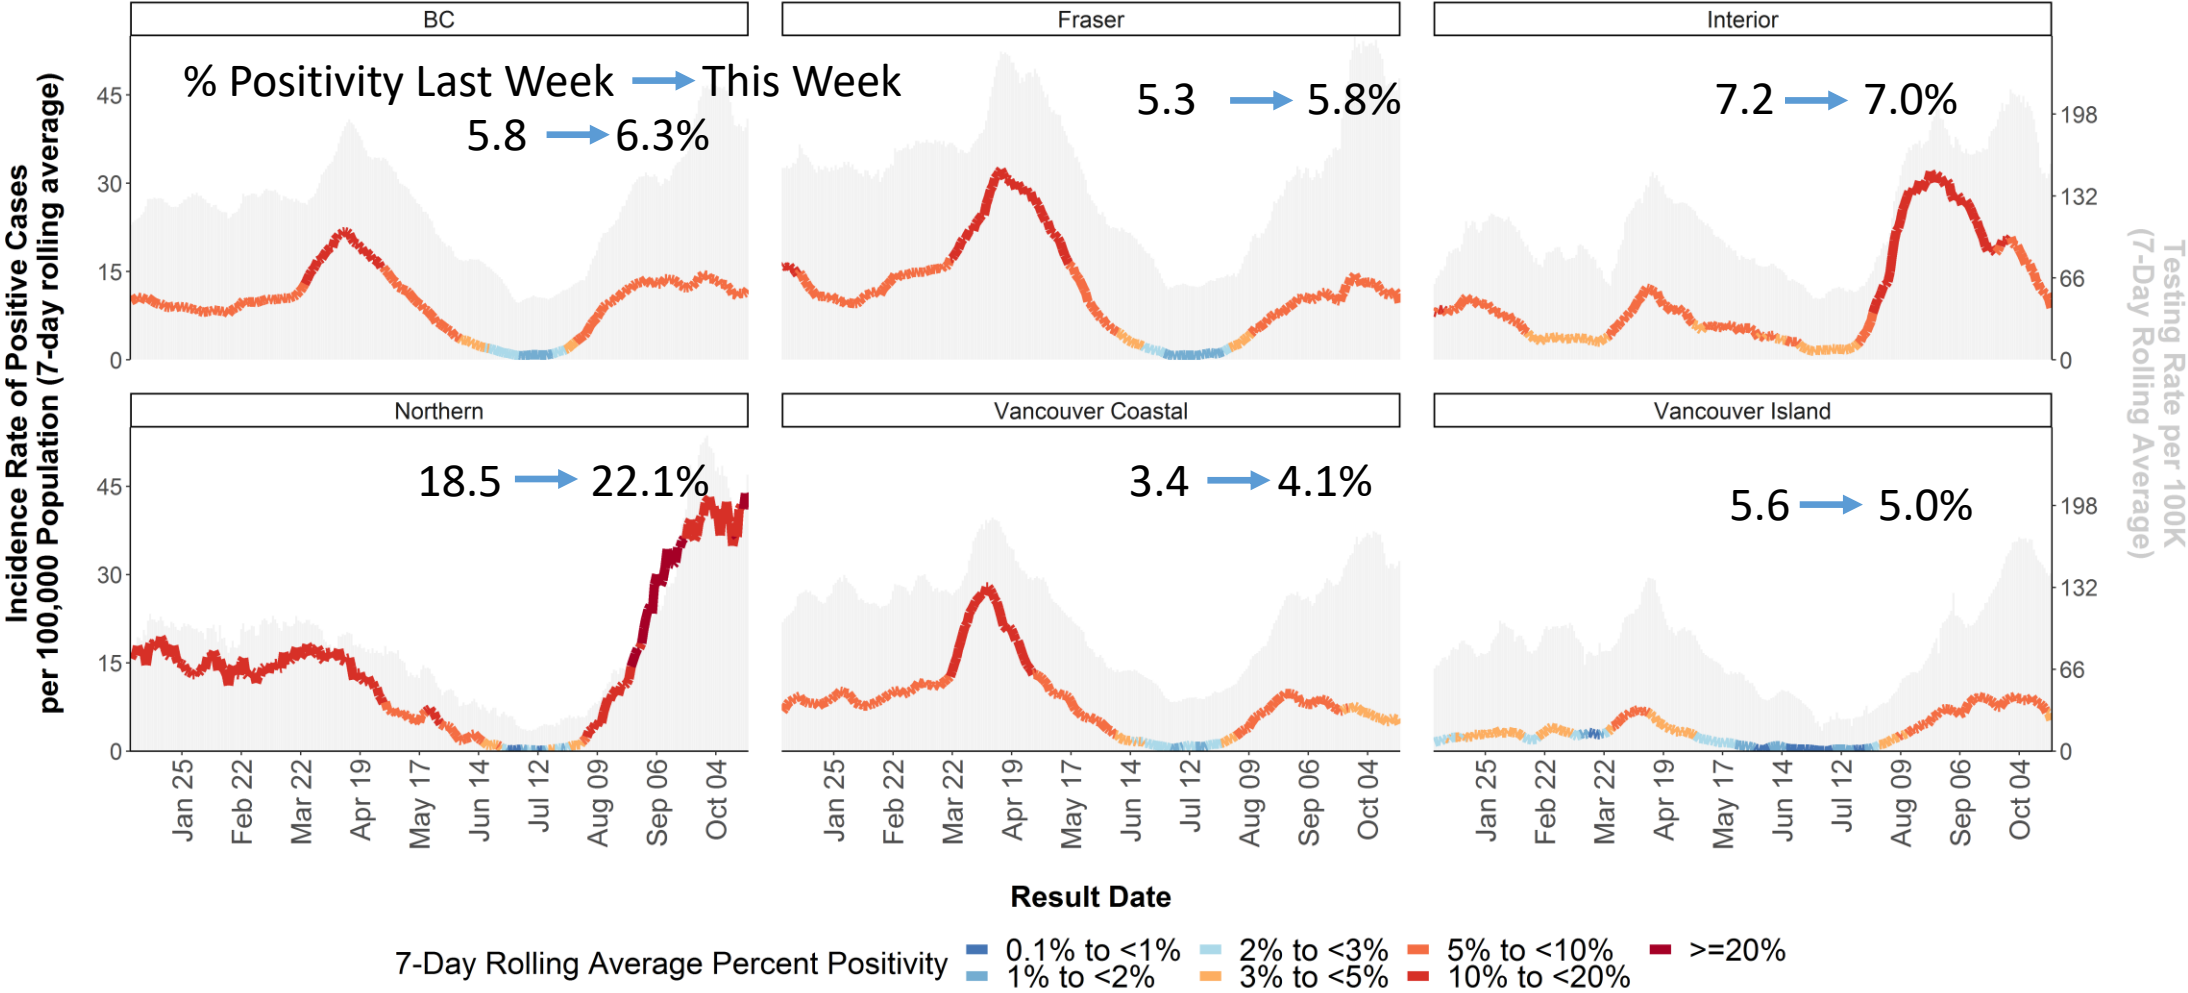 BC
Fraser
Interior
% Positivity Last Week → This Week
5.8 → 6.3%
5.3 → 5.8%
7.2 → 7.0%
45
30
15
0
198
132
66
0
Incidence Rate of Positive Cases
per 100,000 Population (7-day rolling average)
Testing Rate per 100K
(7-Day Rolling Average)
Northern
Vancouver Coastal
Vancouver Island
18.5 → 22.1%
3.4 → 4.1%
5.6 → 5.0%
45
30
15
0
198
132
66
0
Jan 25
Feb 22
Mar 22
Apr 19
May 17
Jun 14
Jul 12
Aug 09
Sep 06
Oct 04
Jan 25
Feb 22
Mar 22
Apr 19
May 17
Jun 14
Jul 12
Aug 09
Sep 06
Oct 04
Jan 25
Feb 22
Mar 22
Apr 19
May 17
Jun 14
Jul 12
Aug 09
Sep 06
Oct 04
Result Date
7-Day Rolling Average Percent Positivity
0.1% to <1%
2% to <3%
5% to <10%
>=20%
1% to <2%
3% to <5%
10% to <20%